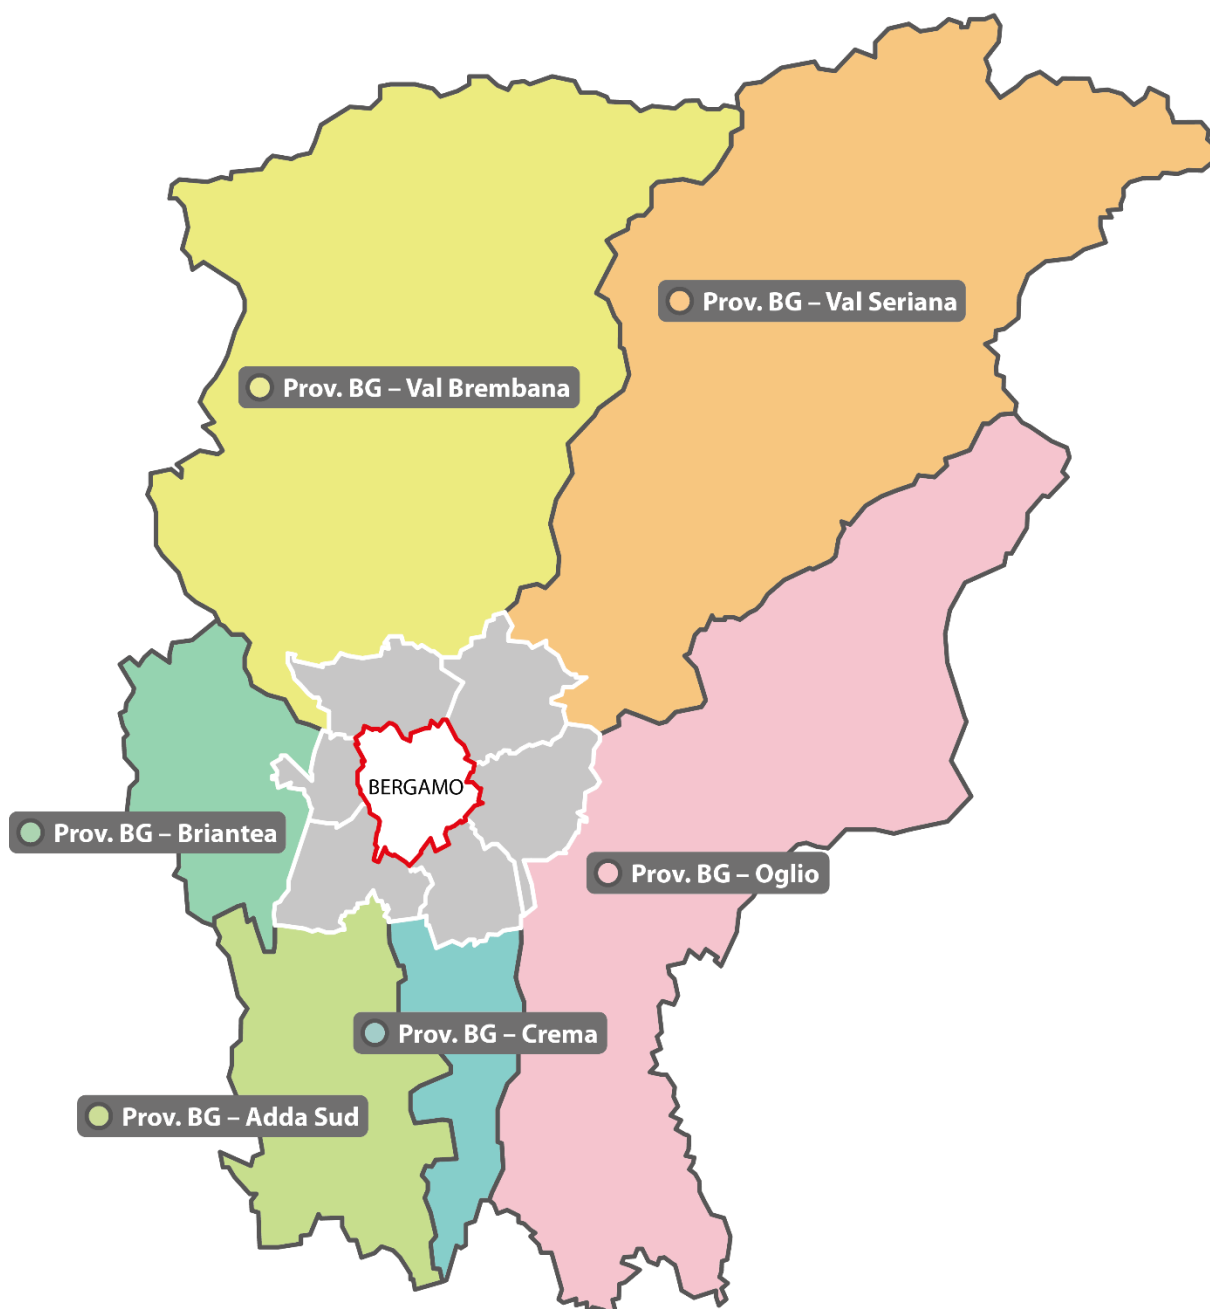 Prov. BG – Val Seriana
Prov. BG – Val Brembana
BERGAMO
Prov. BG – Briantea
Prov. BG – Oglio
Prov. BG – Crema
Prov. BG – Adda Sud